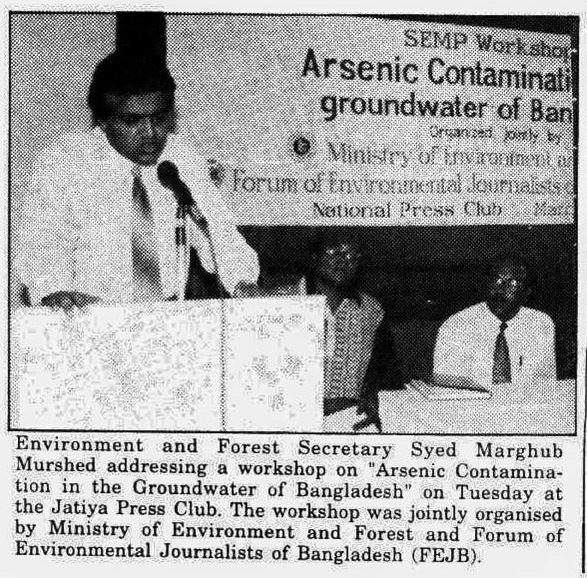 SEMP Workshop
Arsenic Contaminati
groundwater of Ban
Organized jointly by
Ministry of Environment a
Forum of Environmental Journalists o
National Press Club Marc
Environment and Forest Secretary Syed Marghub
Murshed addressing a workshop on "Arsenic Contamina-
tion in the Groundwater of Bangladesh" on Tuesday at
the Jatiya Press Club. The workshop was jointly organised
by Ministry of Environment and Forest and Forum of
Environmental Journalists of Bangladesh (FEJB).